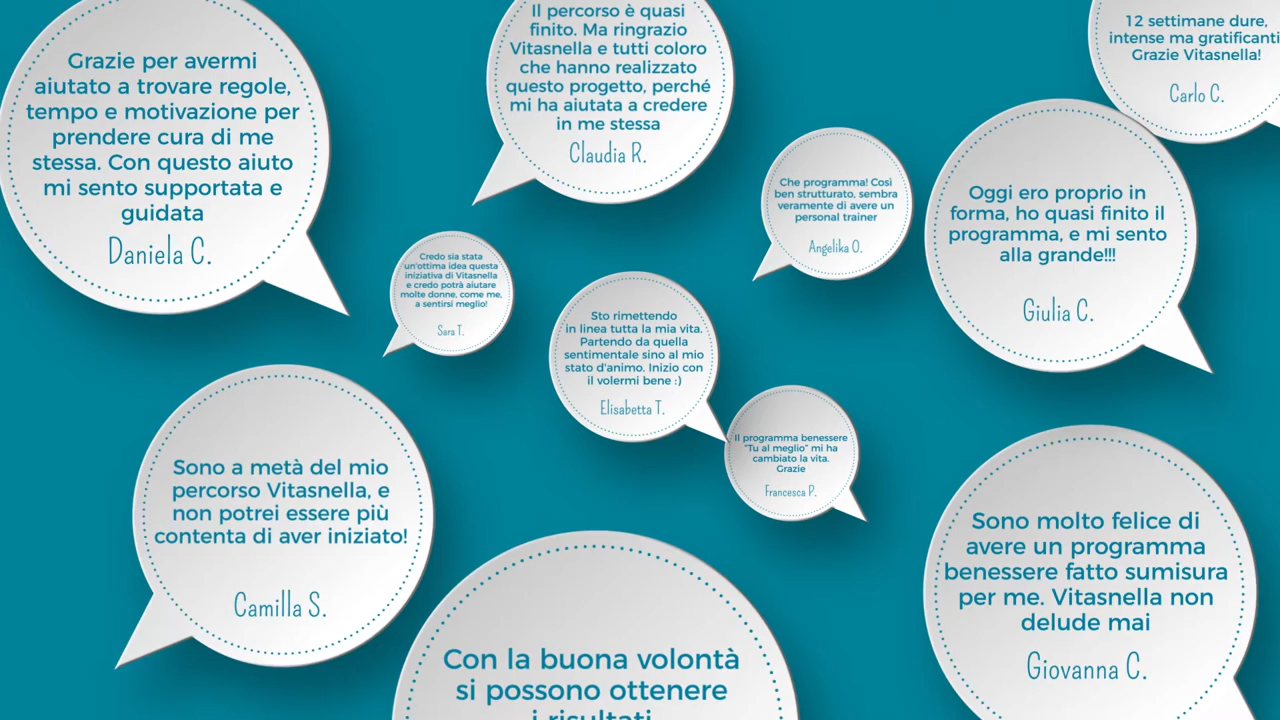 Grazie per avermi
aiutato a trovare regole,
tempo e motivazione per
prendere cura di me
stessa. Con questo aiuto
mi sento supportata e
guidata
Daniela C.
Il percorso è quasi
finito. Ma ringrazio
Vitasnella e tutti coloro
che hanno realizzato
questo progetto, perché
mi ha aiutata a credere
in me stessa
Claudia R.
12 settimane dure,
intense ma gratificanti
Grazie Vitasnella!
Carlo C.
Che programma! Così
ben strutturato, sembra
veramente di avere un
personal trainer
Angelika O.
Oggi ero proprio in
forma, ho quasi finito il
programma, e mi sento
alla grande!!!
Giulia C.
Credo sia stata
un'ottima idea questa
iniziativa di Vitasnella
e credo potrà aiutare
molte donne, come me,
a sentirsi meglio!
Sara T.
Sto rimettendo
in linea tutta la mia vita.
Partendo da quella
sentimentale sino al mio
stato d'animo. Inizio con
il volermi bene :)
Elisabetta T.
Il programma benessere
"Tu al meglio" mi ha
cambiato la vita.
Grazie
Francesca P.
Sono a metà del mio
percorso Vitasnella, e
non potrei essere più
contenta di aver iniziato!
Camilla S.
Con la buona volontà
si possono ottenere
i risultati
Sono molto felice di
avere un programma
benessere fatto sumisura
per me. Vitasnella non
delude mai
Giovanna C.